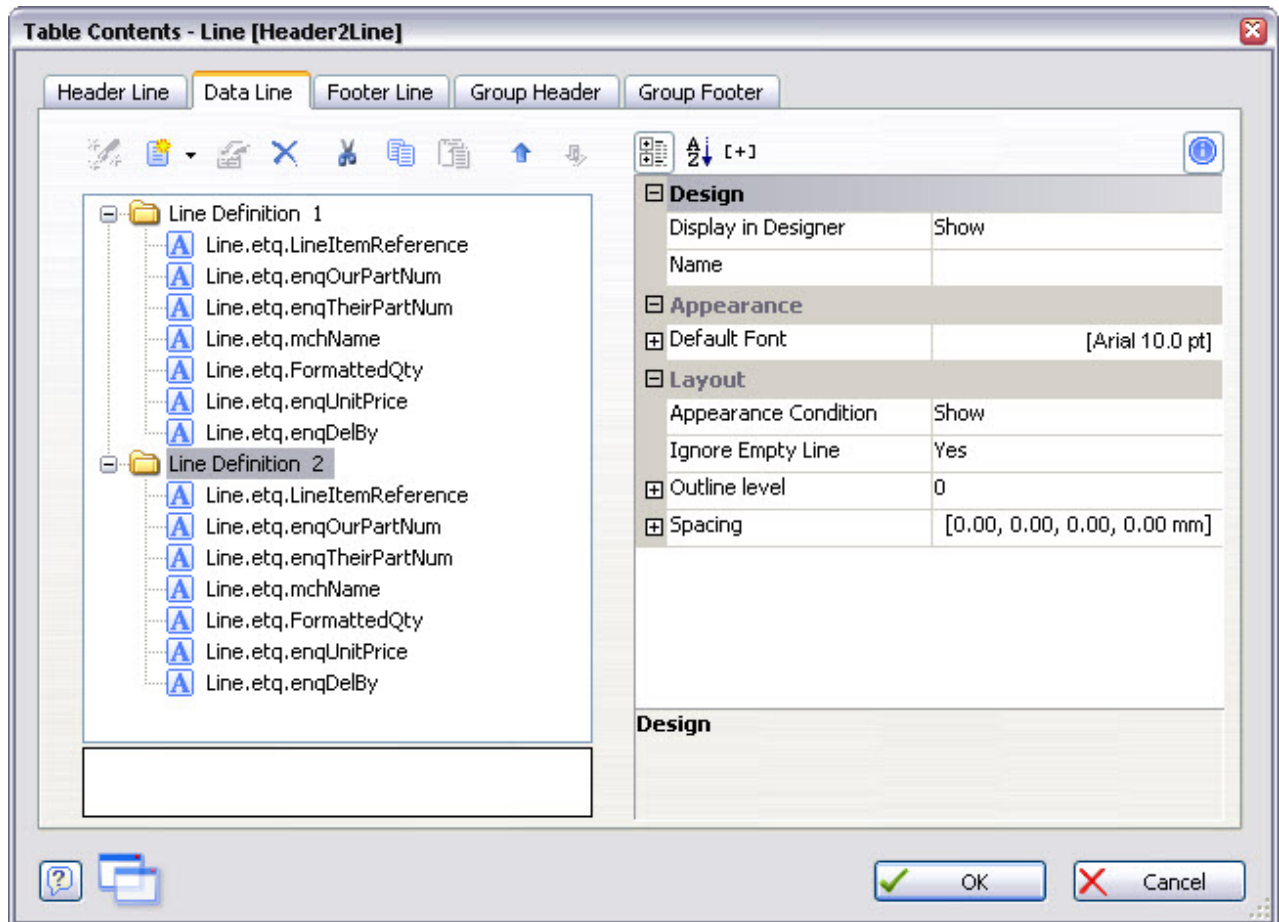 Table Contents - Line [Header2Line]
Header Line
Data Line
Footer Line
Group Header
Group Footer
[+]
Line Definition 1
Line.etq.LineItemReference
Line.etq.enqOurPartNum
Line.etq.enqTheirPartNum
Line.etq.mchName
Line.etq.FormattedQty
Line.etq.enqUnitPrice
Line.etq.enqDelBy
Line Definition 2
Line.etq.LineItemReference
Line.etq.enqOurPartNum
Line.etq.enqTheirPartNum
Line.etq.mchName
Line.etq.FormattedQty
Line.etq.enqUnitPrice
Line.etq.enqDelBy
Design
Display in Designer Show
Name
Appearance
Default Font [Arial 10.0 pt]
Layout
Appearance Condition Show
Ignore Empty Line Yes
Outline level 0
Spacing [0.00, 0.00, 0.00, 0.00 mm]
Design
OK
Cancel